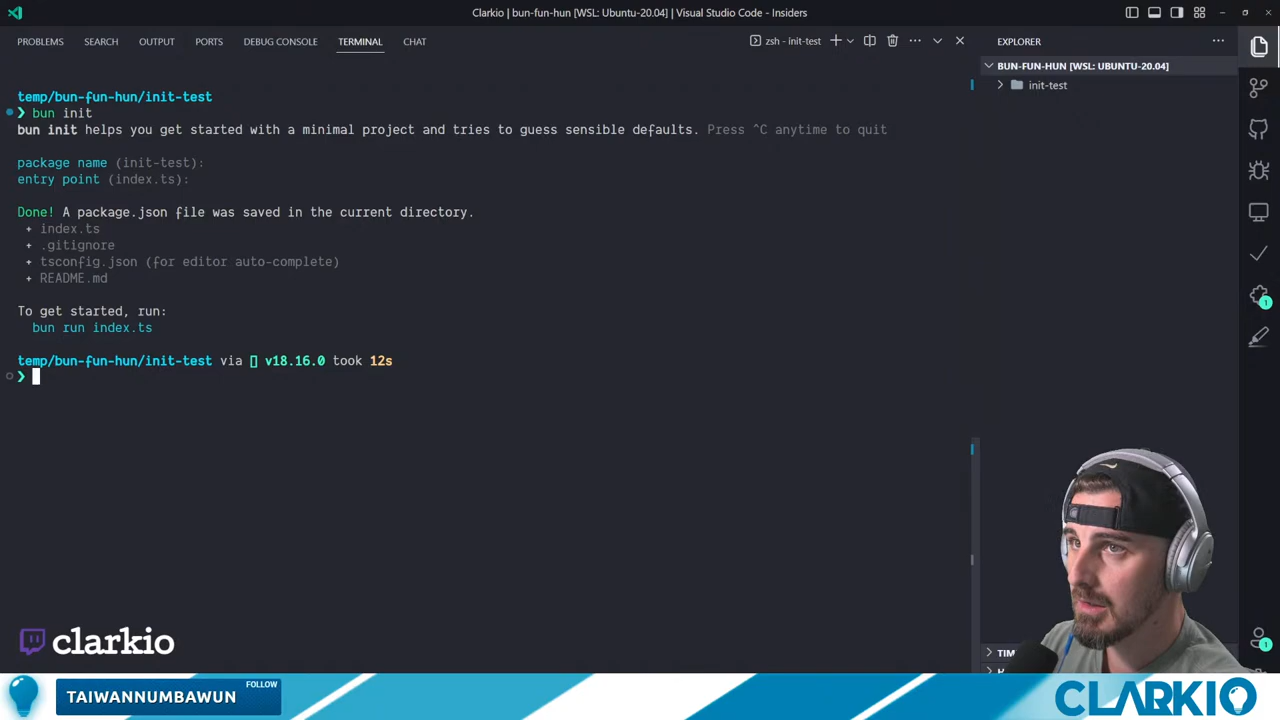 Clarkio | bun-fun-hun [WSL: Ubuntu-20.04] | Visual Studio Code - Insiders
PROBLEMS SEARCH OUTPUT PORTS DEBUG CONSOLE TERMINAL CHAT
zsh - init-test
EXPLORER
BUN-FUN-HUN [WSL: UBUNTU-20.04]
init-test
temp/bun-fun-hun/init-test
❯ bun init
bun init helps you get started with a minimal project and tries to guess sensible defaults. Press ^C anytime to quit
package name (init-test):
entry point (index.ts):
Done! A package.json file was saved in the current directory.
+ index.ts
+ .gitignore
+ tsconfig.json (for editor auto-complete)
+ README.md
To get started, run:
bun run index.ts
temp/bun-fun-hun/init-test via [] v18.16.0 took 12s
❯
1
1
clarkio
TAIWANNUMBAWUN
FOLLOW
CLARKIO